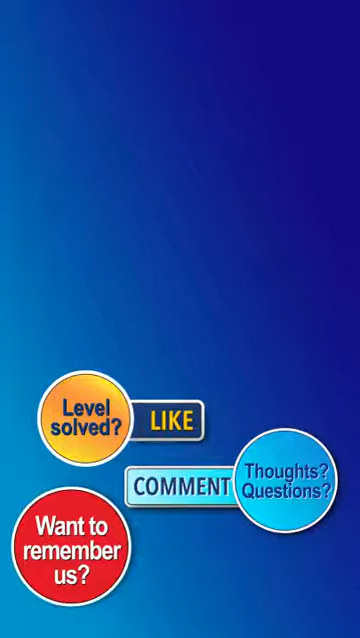 Level
solved?
LIKE
Thoughts?
Questions?
COMMENT
Want to
remember
us?